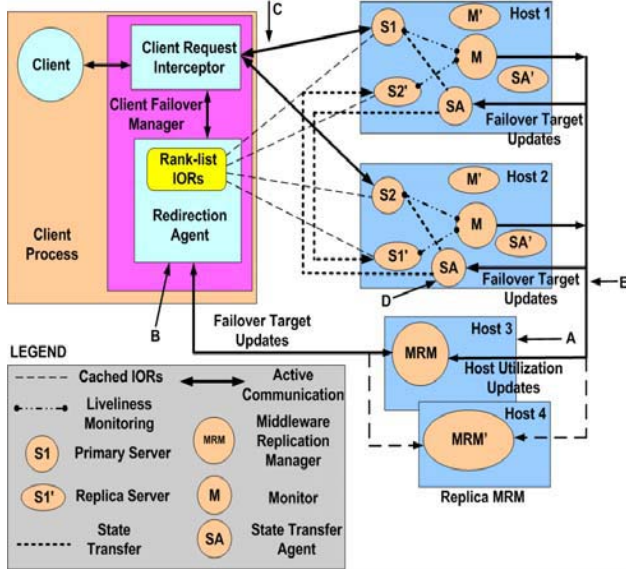 C
Client
Client Request
Interceptor
Client Failover
Manager
Rank-list
IORs
Redirection
Agent
Client
Process
B
S1
M'
Host 1
M
S2'
SA'
SA
Failover Target
Updates
M'
Host 2
S2
M
SA'
S1'
SA
Failover Target
Updates
D
E
Failover Target
Updates
Host 3
A
MRM
Host Utilization
Updates
Host 4
MRM'
Replica MRM
LEGEND
Cached IORs
Active
Communication
Liveliness
Monitoring
S1
Primary Server
MRM
Middleware
Replication
Manager
S1'
Replica Server
M
Monitor
State
Transfer
SA
State Transfer
Agent